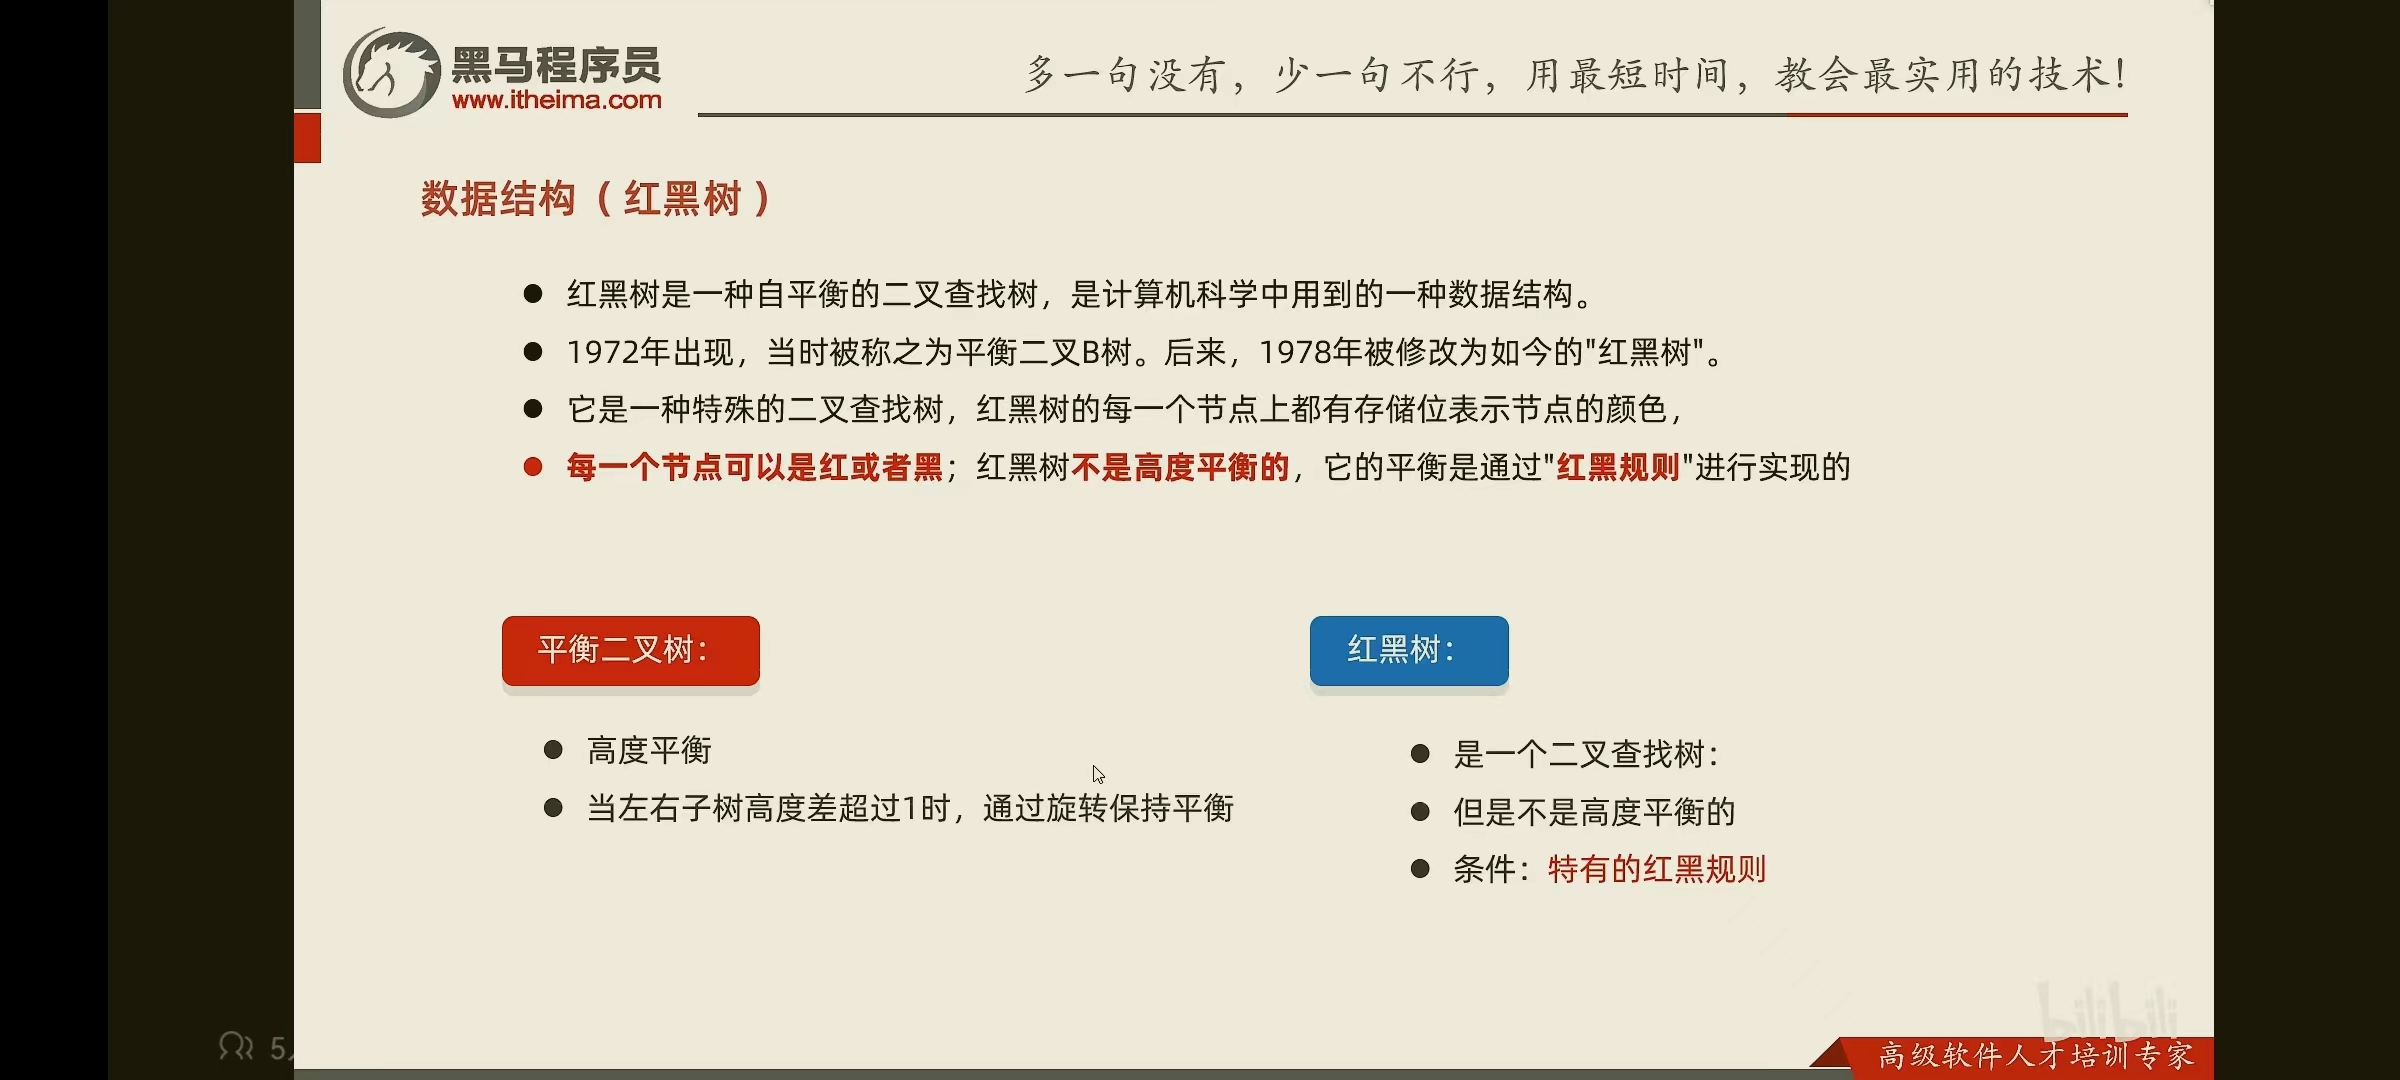 黑马程序员
www.itheima.com
多一句没有，少一句不行，用最短时间，教会最实用的技术！
数据结构（红黑树）
红黑树是一种自平衡的二叉查找树，是计算机科学中用到的一种数据结构。
1972年出现，当时被称之为平衡二叉B树。后来，1978年被修改为如今的"红黑树"。
它是一种特殊的二叉查找树，红黑树的每一个节点上都有存储位表示节点的颜色，
每一个节点可以是红或者黑；红黑树不是高度平衡的，它的平衡是通过"红黑规则"进行实现的
平衡二叉树：
高度平衡
当左右子树高度差超过1时，通过旋转保持平衡
红黑树：
是一个二叉查找树：
但是不是高度平衡的
条件：特有的红黑规则
bilibili
高级软件人才培训专家